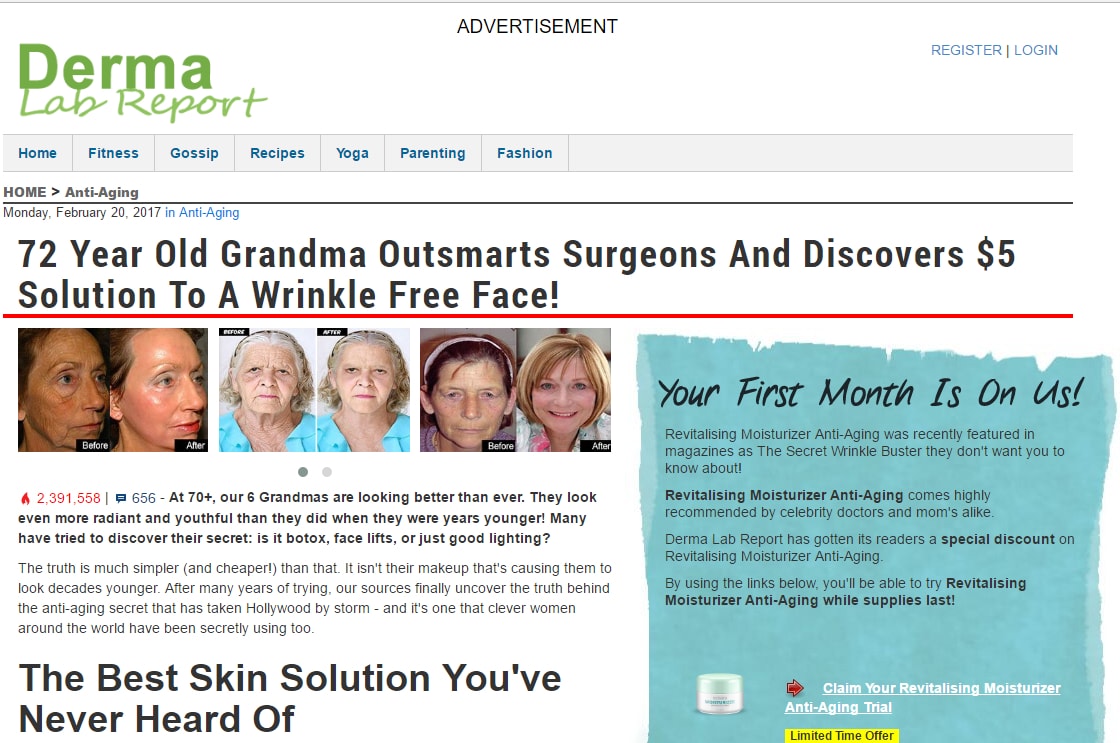 ADVERTISEMENT
Derma
Lab Report
REGISTER | LOGIN
Home Fitness Gossip Recipes Yoga Parenting Fashion
HOME > Anti-Aging
Monday, February 20, 2017 in Anti-Aging
72 Year Old Grandma Outsmarts Surgeons And Discovers $5
Solution To A Wrinkle Free Face!
Before After
BEFORE AFTER
Before After
2,391,558 | 656 - At 70+, our 6 Grandmas are looking better than ever. They look
even more radiant and youthful than they did when they were years younger! Many
have tried to discover their secret: is it botox, face lifts, or just good lighting?
The truth is much simpler (and cheaper!) than that. It isn't their makeup that's causing them to
look decades younger. After many years of trying, our sources finally uncover the truth behind
the anti-aging secret that has taken Hollywood by storm - and it's one that clever women
around the world have been secretly using too.
The Best Skin Solution You've
Never Heard Of
Your First Month Is On Us!
Revitalising Moisturizer Anti-Aging was recently featured in
magazines as The Secret Wrinkle Buster they don't want you to
know about!
Revitalising Moisturizer Anti-Aging comes highly
recommended by celebrity doctors and mom's alike.
Derma Lab Report has gotten its readers a special discount on
Revitalising Moisturizer Anti-Aging.
By using the links below, you'll be able to try Revitalising
Moisturizer Anti-Aging while supplies last!
Claim Your Revitalising Moisturizer
Anti-Aging Trial
Limited Time Offer